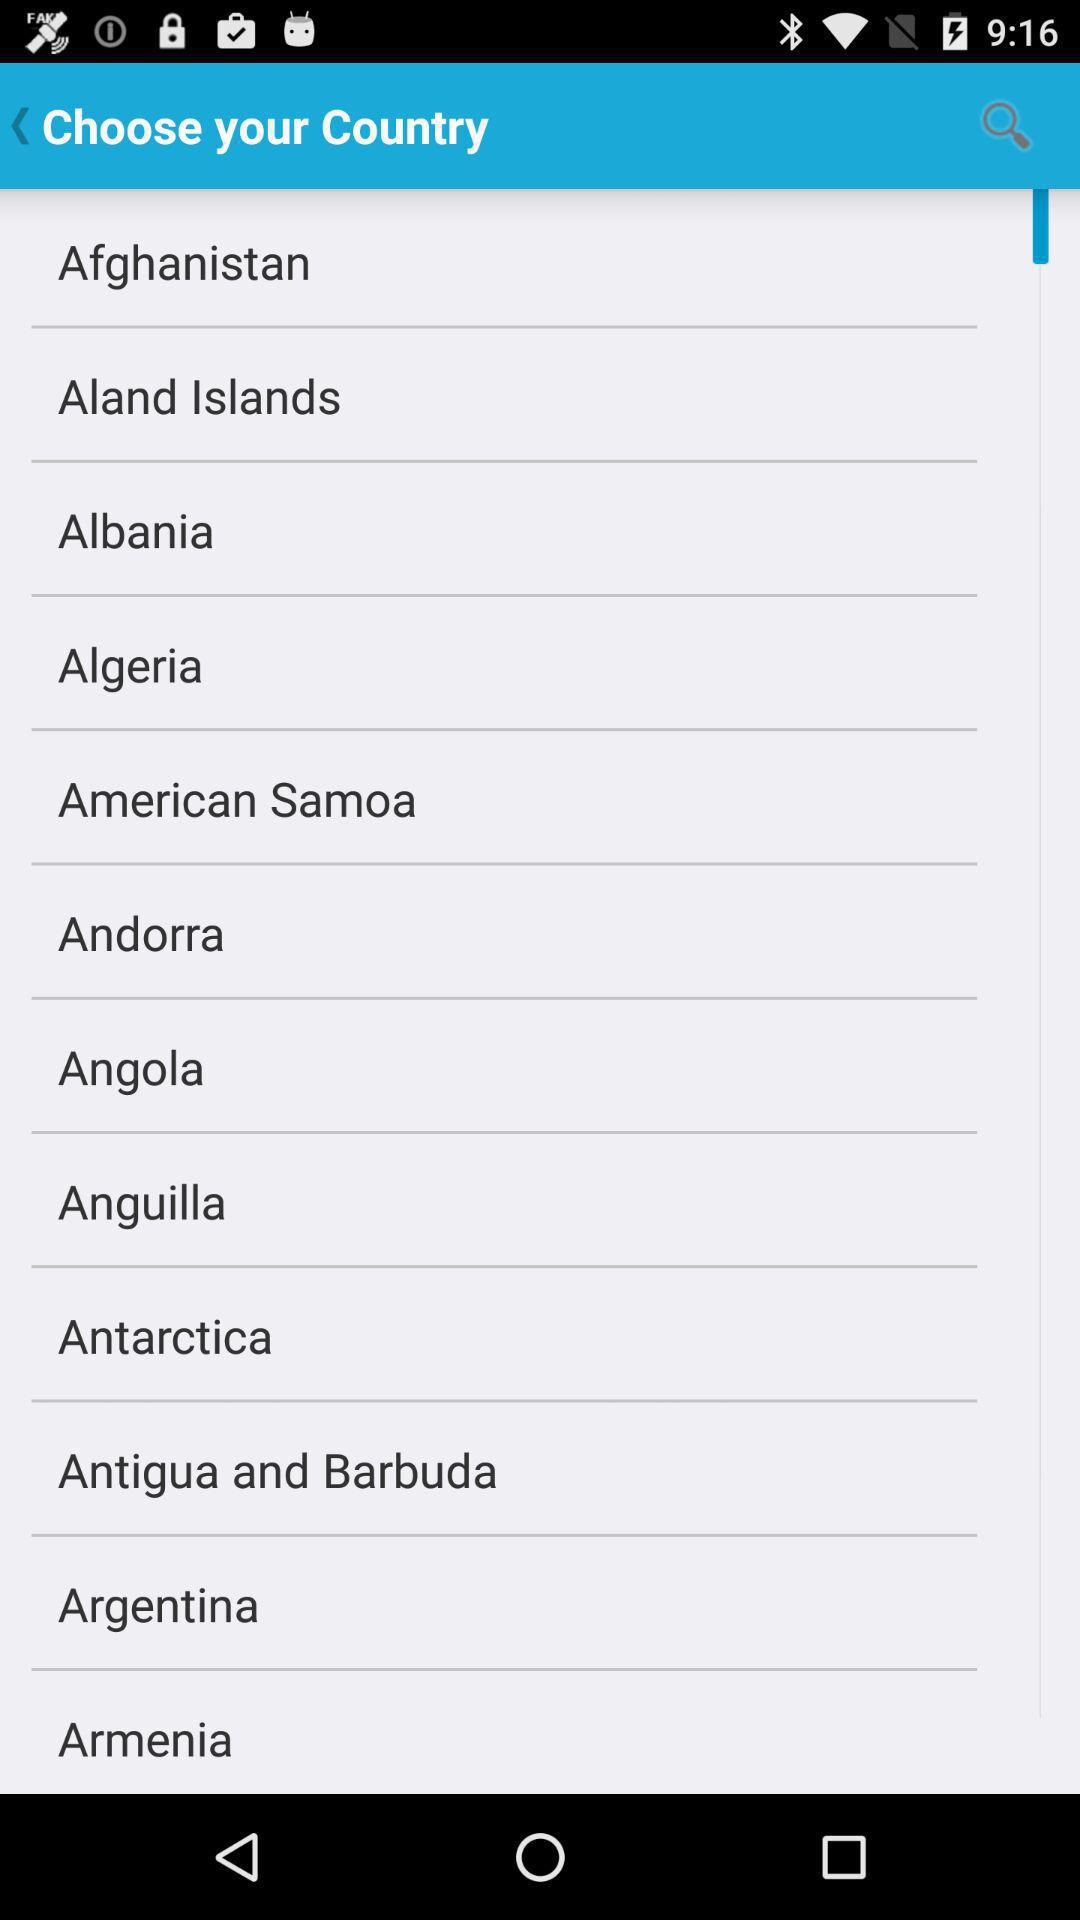 FAKE
9:16
Choose your Country
Afghanistan
Aland Islands
Albania
Algeria
American Samoa
Andorra
Angola
Anguilla
Antarctica
Antigua and Barbuda
Argentina
Armenia